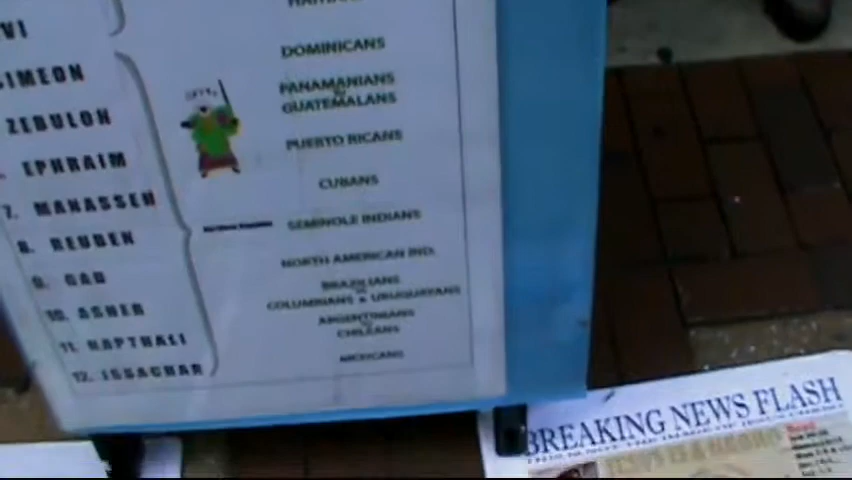 VI
SIMEON
ZEBULON
EPHRAIM
7. MANASSEH
8. REUBEN
9. GAD
10. ASHER
11. NAPTHALI
12. ISSACHAR
DOMINICANS
PANAMANIANS
GUATEMALANS
PUERTO RICANS
CUBANS
SEMINOLE INDIANS
NORTH AMERICAN IND.
BRAZILIANS
COLUMBIANS & URUGUAYANS
ARGENTINIANS
CHILEANS
MEXICANS
BREAKING NEWS FLASH